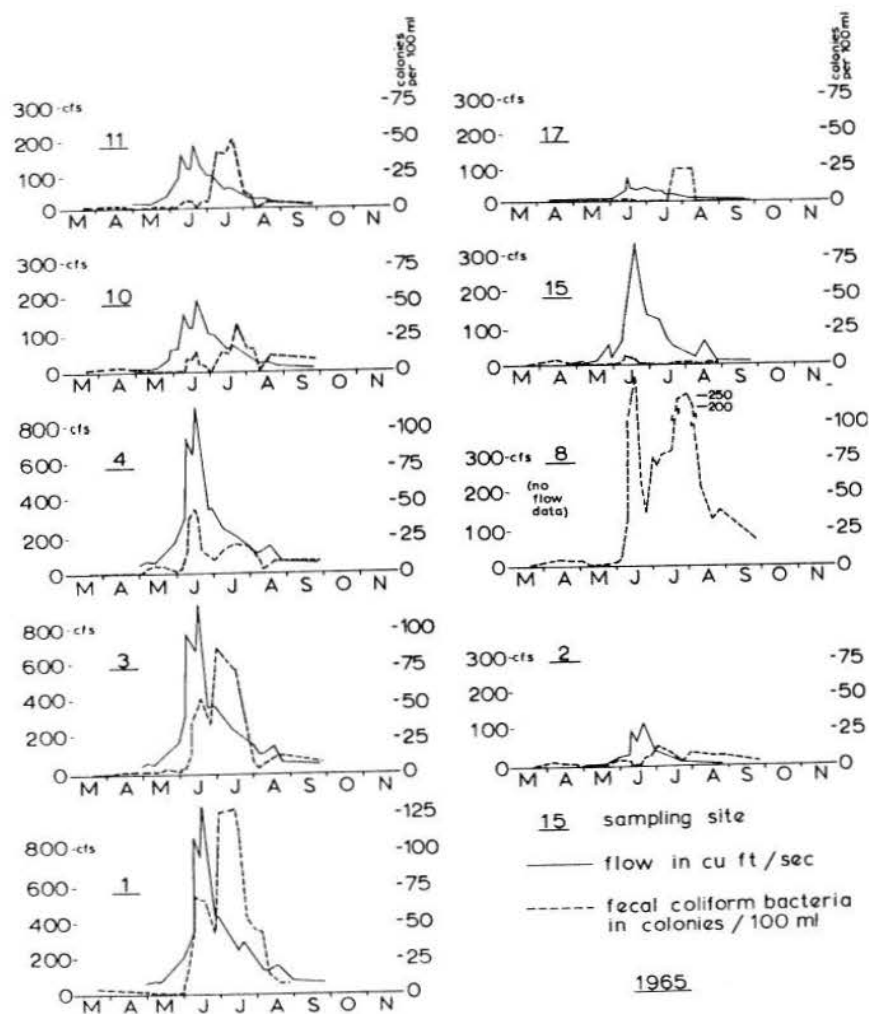 colonies
per 100 ml
300-cfs
-75
11
200-
-50
100-
-25
0
0
M A M J J A S O N
300-cfs
-75
10
200-
-50
100-
-25
0
0
M A M J J A S O N
800-cfs
-100
4
600-
-75
400-
-50
200-
-25
0
0
M A M J J A S O N
800-cfs
-100
3
600-
-75
400-
-50
200-
-25
0
0
M A M J J A S O N
-125
800-cfs
-100
1
600-
-75
400-
-50
200-
-25
0
0
M A M J J A S O N
colonies
per 100 ml
300-cfs
-75
17
200-
-50
100-
-25
0
0
M A M J J A S O N
300-cfs
-75
15
200-
-50
100-
-25
0
0
M A M J J A S O N
-250
-200
-100
300-cfs
8
-75
(no
flow
data)
200-
-50
100-
-25
0
0
M A M J J A S O N
300-cfs
2
-75
200-
-50
100-
-25
0
0
M A M J J A S O N
15 sampling site
flow in cu ft/sec
fecal coliform bacteria
in colonies / 100 ml
1965